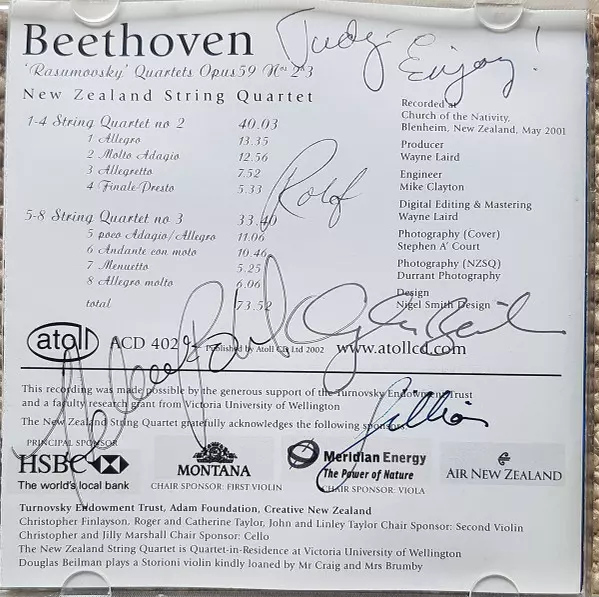 Beethoven
Judy
Enjoy!
'Rasumovsky' Quartets Opus 59 Nos 2 & 3
New Zealand String Quartet
1-4 String Quartet no 2 40.03
1 Allegro 13.35
2 Molto Adagio 12.56
3 Allegretto 7.52
4 Finale-Presto 5.33
5-8 String Quartet no 3 33.40
5 poco Adagio/Allegro 11.06
6 Andante con moto 10.46
7 Menuetto 5.25
8 Allegro molto 6.06
total 73.52
Recorded at
Church of the Nativity,
Blenheim, New Zealand, May 2001
Producer
Wayne Laird
Engineer
Mike Clayton
Digital Editing & Mastering
Wayne Laird
Photography (Cover)
Stephen A' Court
Photography (NZSQ)
Durrant Photography
Design
Nigel Smith Design
Rolf
atoll ACD 402 Published by Atoll CD Ltd 2002 www.atollcd.com
Gillian
This recording was made possible by the generous support of the Turnovsky Endowment Trust
and a faculty research grant from Victoria University of Wellington
The New Zealand String Quartet gratefully acknowledges the following sponsors
PRINCIPAL SPONSOR
HSBC
The world's local bank
MONTANA
CHAIR SPONSOR: FIRST VIOLIN
Meridian Energy
The Power of Nature
CHAIR SPONSOR: VIOLA
AIR NEW ZEALAND
Turnovsky Endowment Trust, Adam Foundation, Creative New Zealand
Christopher Finlayson, Roger and Catherine Taylor, John and Linley Taylor Chair Sponsor: Second Violin
Christopher and Jilly Marshall Chair Sponsor: Cello
The New Zealand String Quartet is Quartet-in-Residence at Victoria University of Wellington
Douglas Beilman plays a Storioni violin kindly loaned by Mr Craig and Mrs Brumby